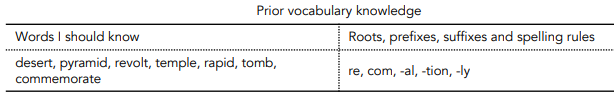 Prior vocabulary knowledge
Words I should know
Roots, prefixes, suffixes and spelling rules
desert, pyramid, revolt, temple, rapid, tomb,
commemorate
re, com, -al, -tion, -ly